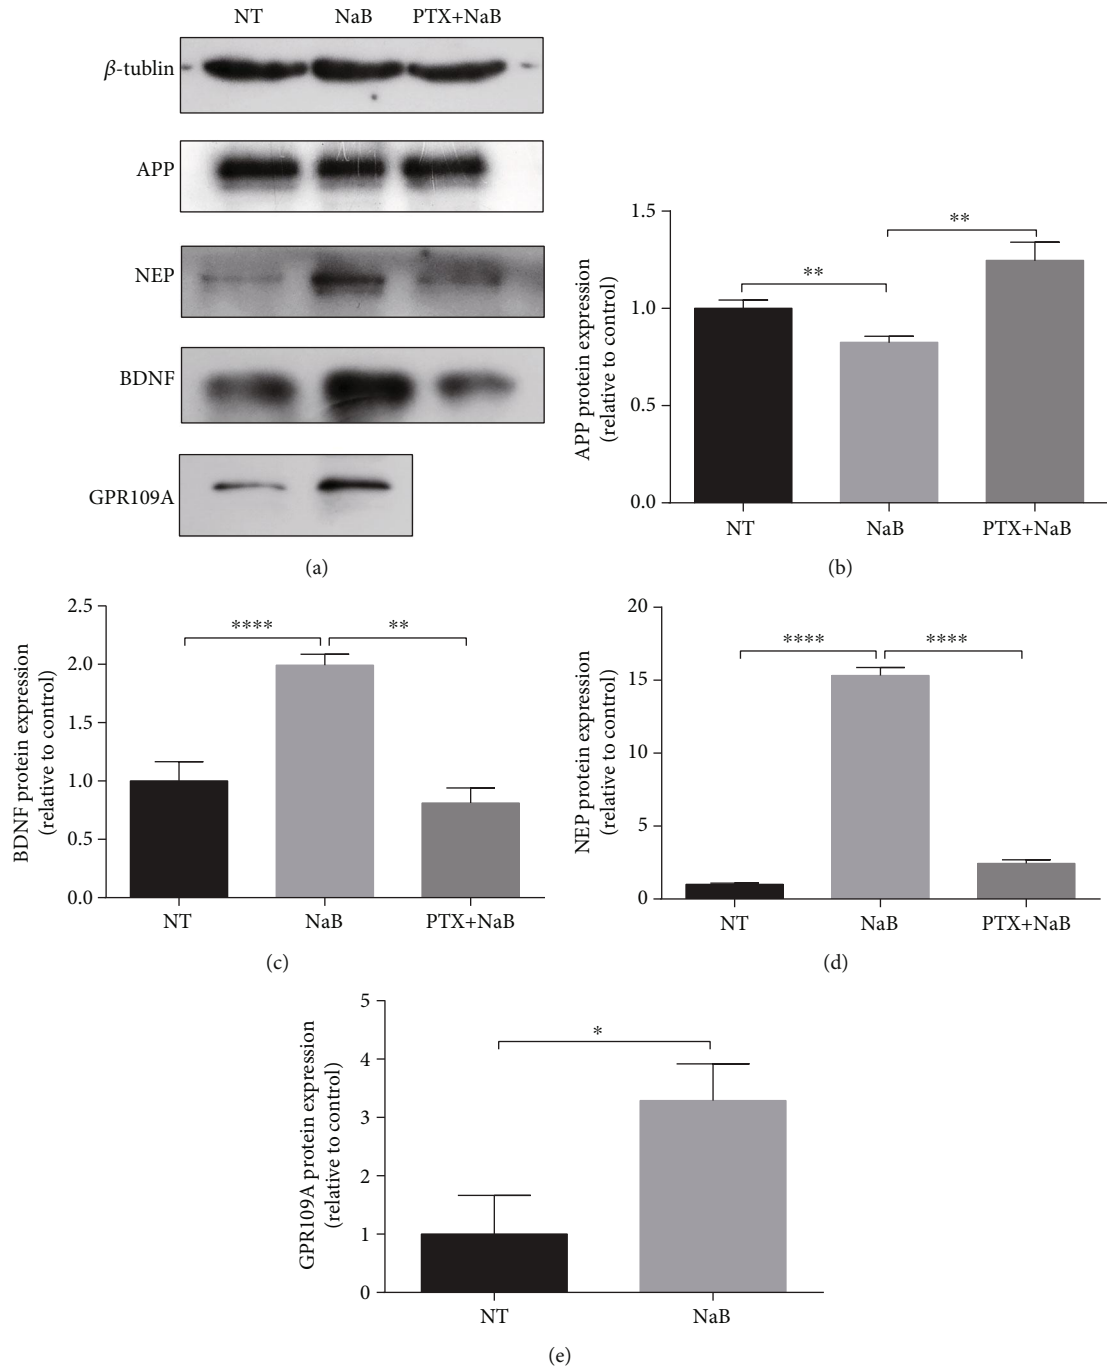 NT NaB PTX+NaB
β-tublin
APP
NEP
BDNF
GPR109A
(a)
APP protein expression
(relative to control)
1.5
1.0
0.5
0.0
**
**
NT NaB PTX+NaB
(b)
BDNF protein expression
(relative to control)
2.5
2.0
1.5
1.0
0.5
0.0
**** **
NT NaB PTX+NaB
(c)
NEP protein expression
(relative to control)
20
15
10
5
0
**** ****
NT NaB PTX+NaB
(d)
GPR109A protein expression
(relative to control)
5
4
3
2
1
0
*
NT NaB
(e)